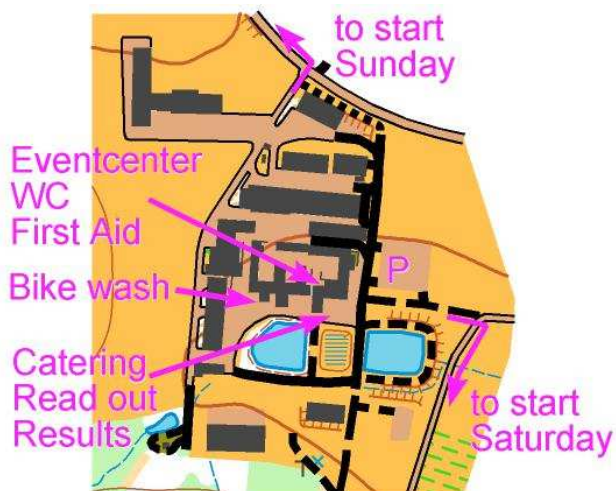 to start
Sunday
Eventcenter
WC
First Aid
P
Bike wash
Catering
Read out
Results
to start
Saturday